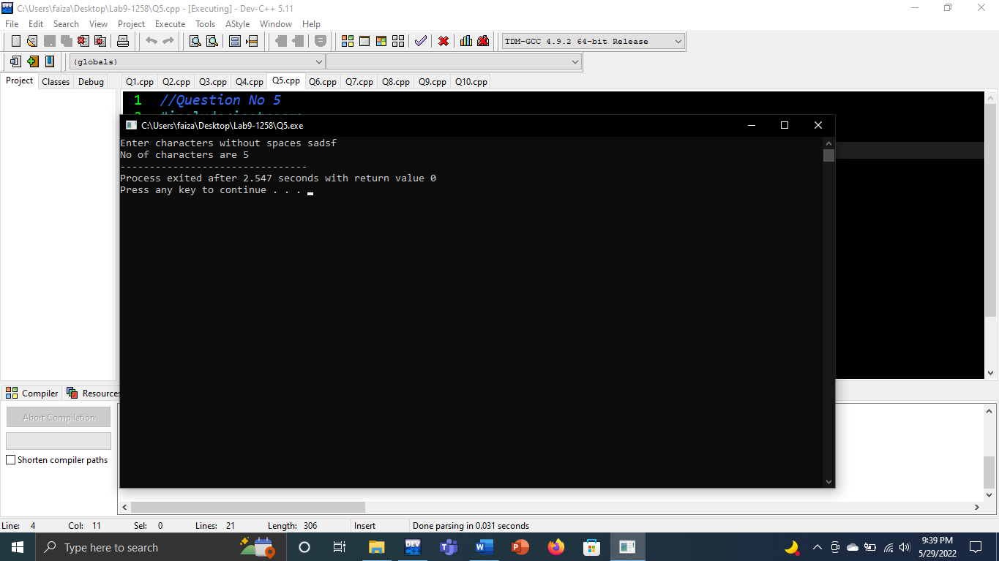 C:\Users\faiza\Desktop\Lab9-1258\Q5.cpp - [Executing] - Dev-C++ 5.11
File Edit Search View Project Execute Tools AStyle Window Help
TDM-GCC 4.9.2 64-bit Release
(globals)
Project Classes Debug Q1.cpp Q2.cpp Q3.cpp Q4.cpp Q5.cpp Q6.cpp Q7.cpp Q8.cpp Q9.cpp Q10.cpp
1 //Question No 5
C:\Users\faiza\Desktop\Lab9-1258\Q5.exe
Enter characters without spaces sadsf
No of characters are 5
--------------------------------
Process exited after 2.547 seconds with return value 0
Press any key to continue . . .
Compiler Resources
Abort Compilation
Shorten compiler paths
Line: 4 Col: 11 Sel: 0 Lines: 21 Length: 306 Insert Done parsing in 0.031 seconds
Type here to search
9:39 PM
5/29/2022